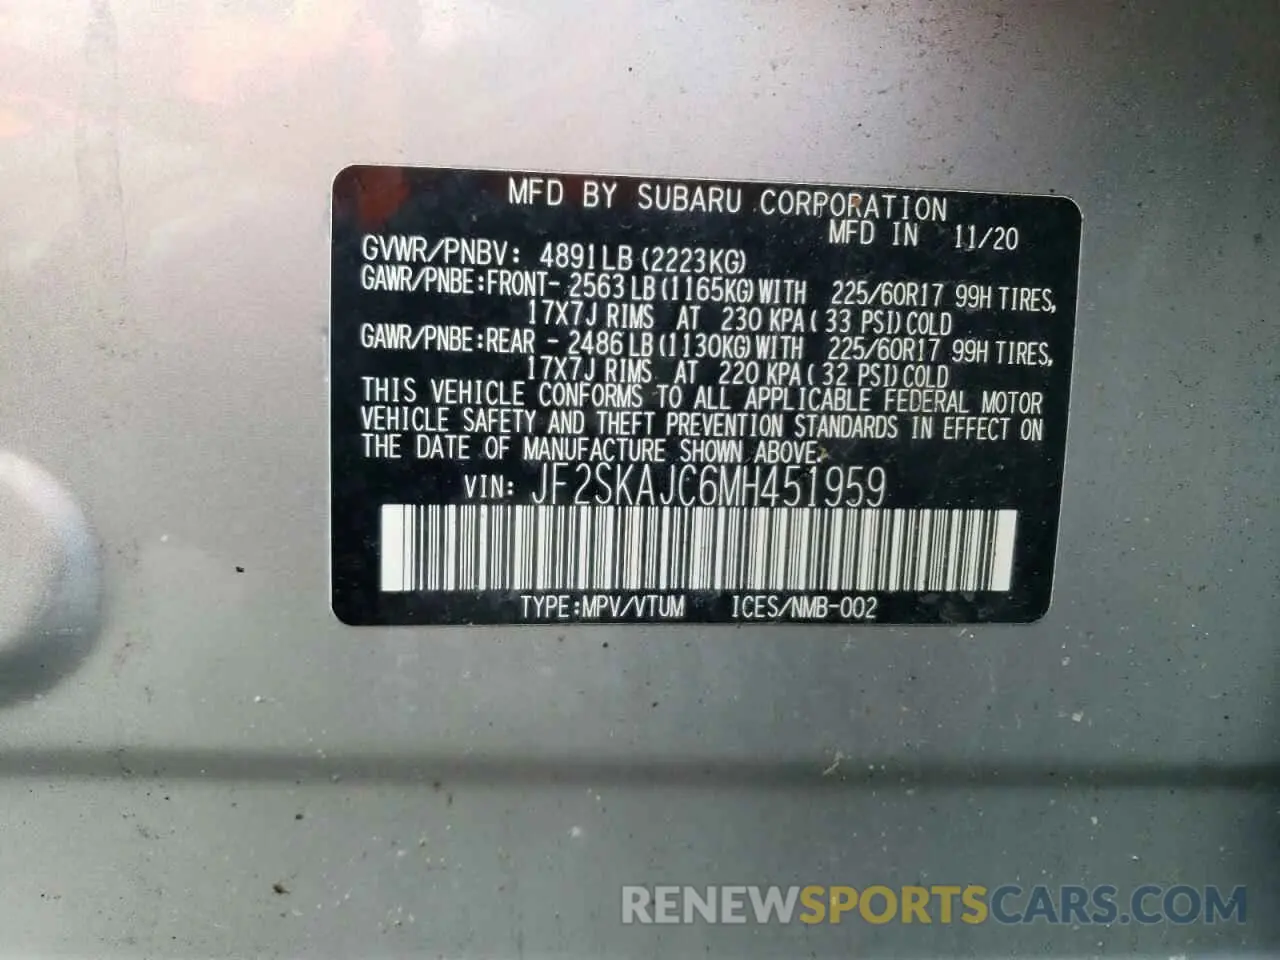 MFD BY SUBARU CORPORATION
MFD IN 11/20
GVWR/PNBV: 4891LB (2223KG)
GAWR/PNBE:FRONT- 2563LB(1165KG)WITH 225/60R17 99H TIRES,
17X7J RIMS AT 230 KPA( 33 PSI)COLD
GAWR/PNBE:REAR - 2486LB(1130KG)WITH 225/60R17 99H TIRES,
17X7J RIMS AT 220 KPA( 32 PSI)COLD
THIS VEHICLE CONFORMS TO ALL APPLICABLE FEDERAL MOTOR
VEHICLE SAFETY AND THEFT PREVENTION STANDARDS IN EFFECT ON
THE DATE OF MANUFACTURE SHOWN ABOVE.
VIN: JF2SKAJC6MH451959
TYPE:MPV/VTUM ICES/NMB-002
RENEWSPORTSCARS.COM